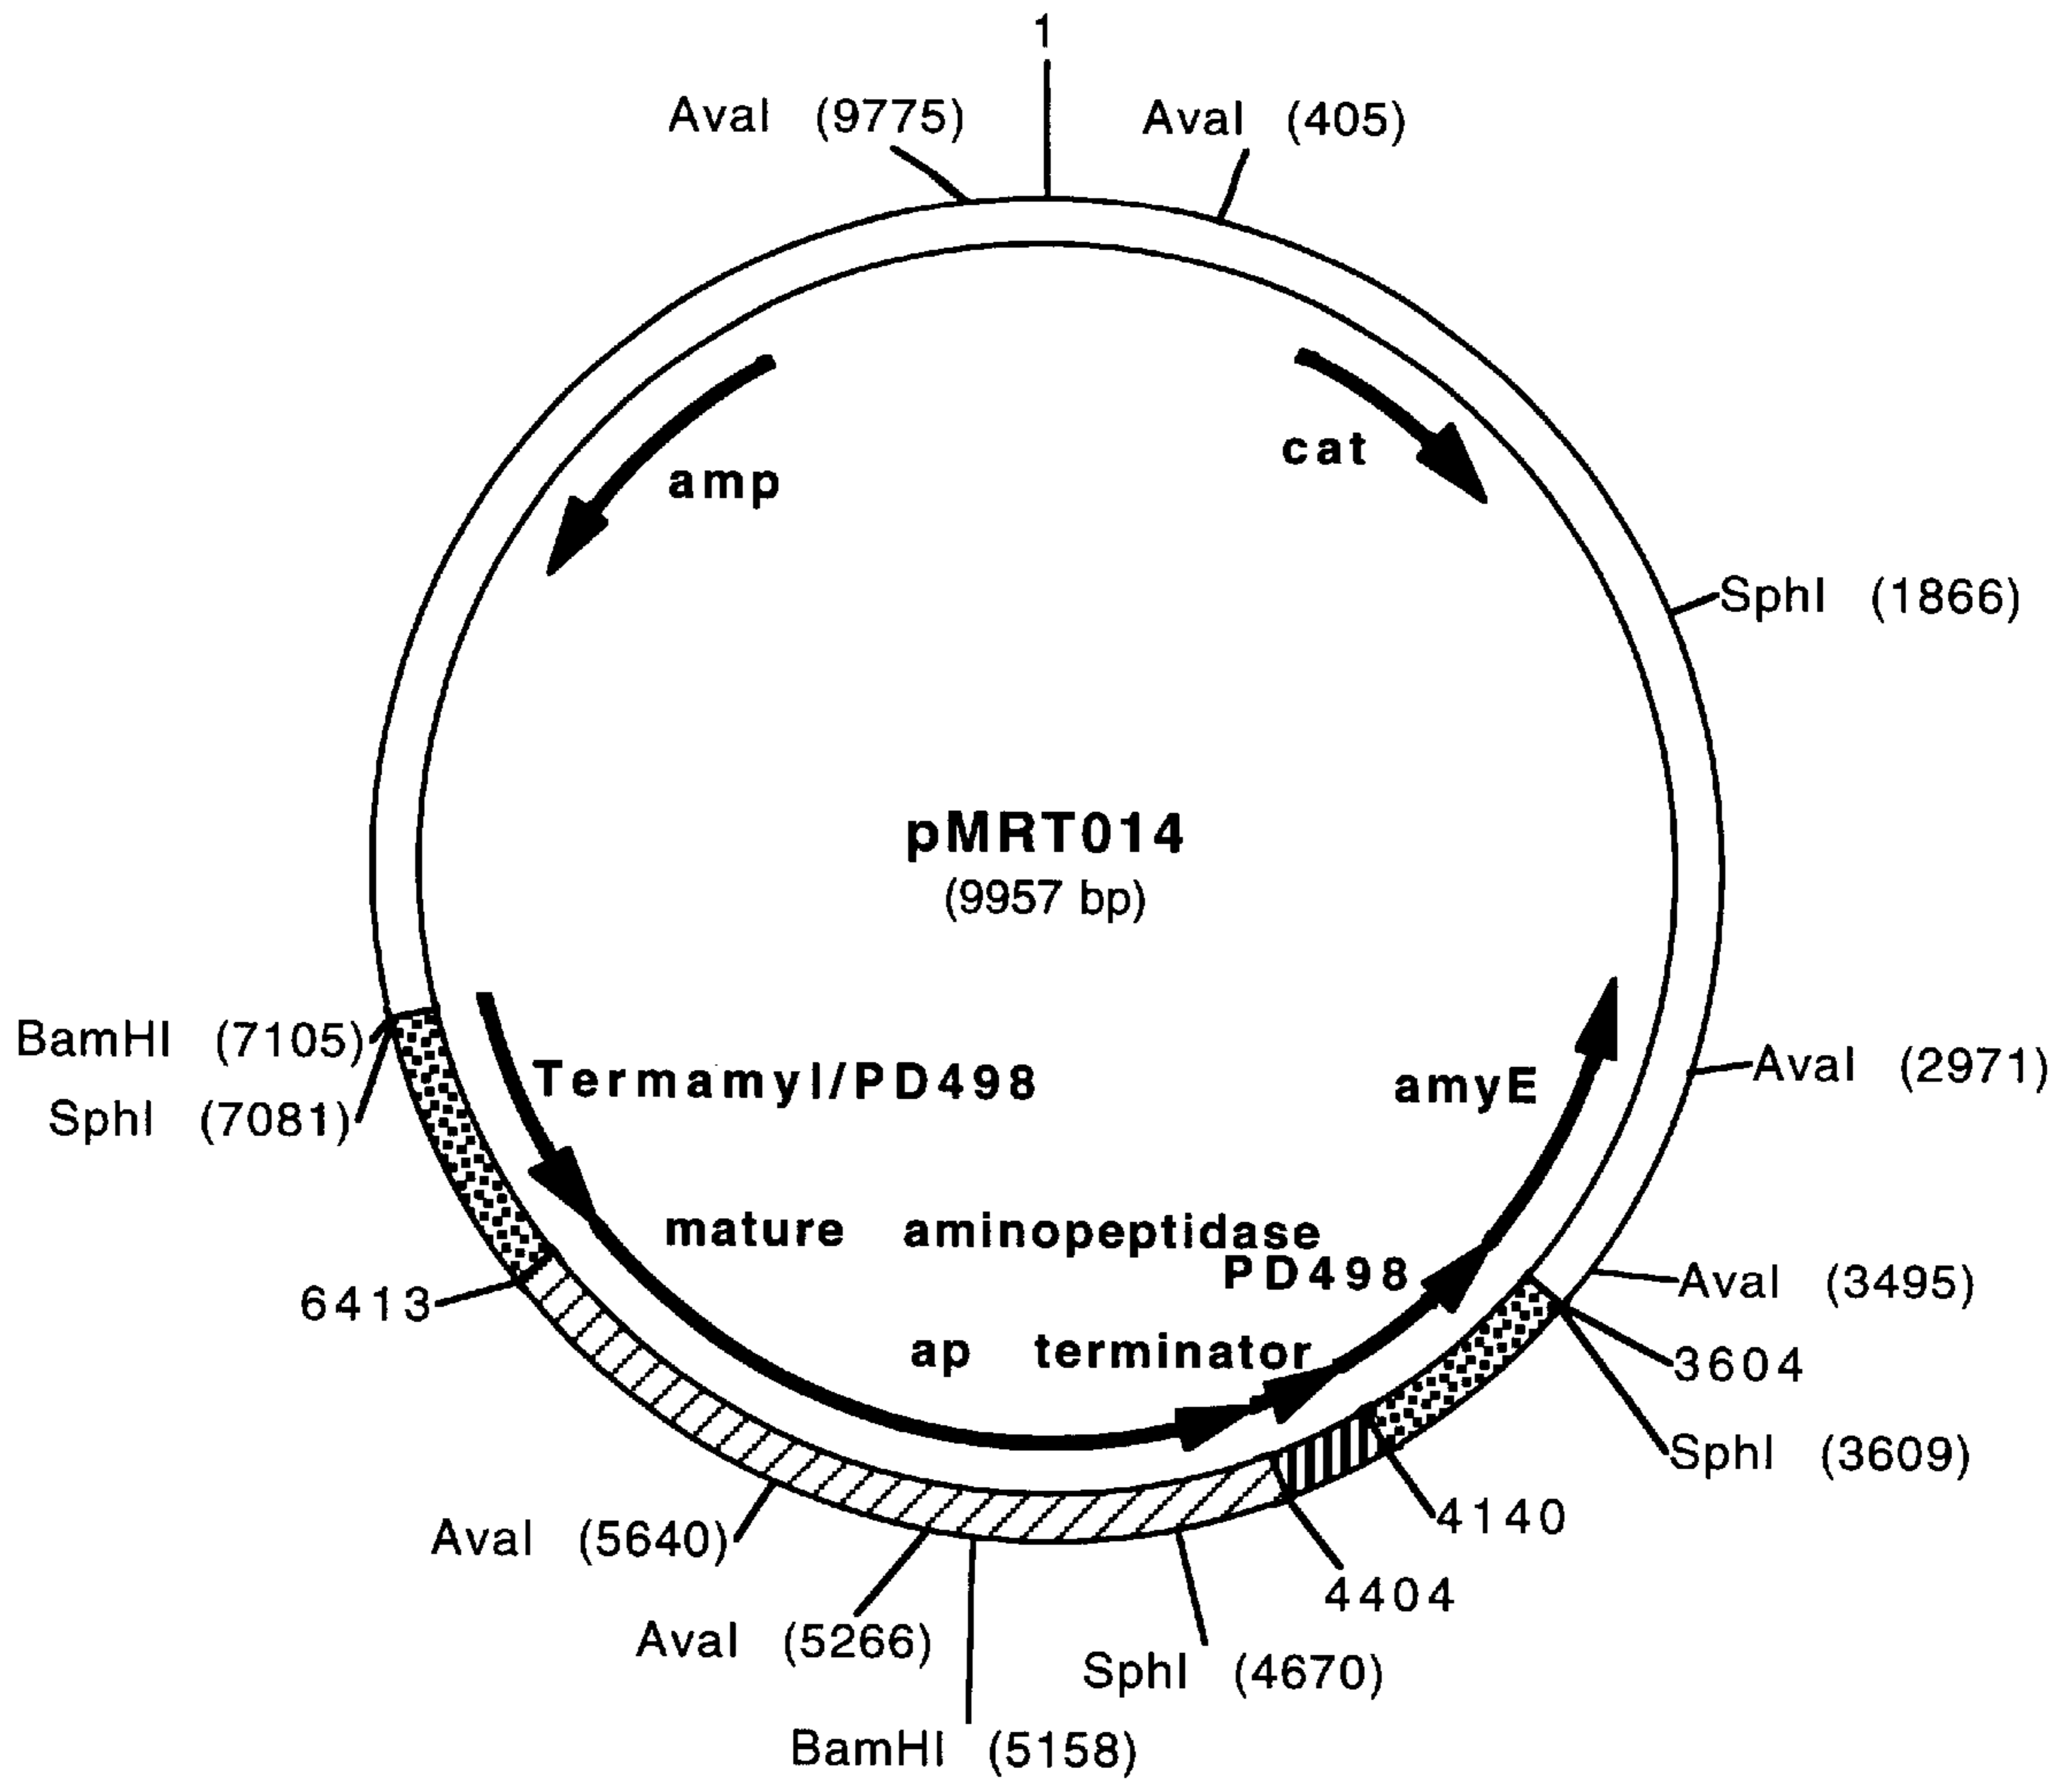 1
AvaI (9775)
AvaI (405)
amp
cat
SphI (1866)
pMRT014
(9957 bp)
BamHI (7105)
SphI (7081)
Termamyl/PD498
amyE
AvaI (2971)
mature aminopeptidase
PD498
6413
AvaI (3495)
ap terminator
3604
SphI (3609)
4140
AvaI (5640)
4404
AvaI (5266)
SphI (4670)
BamHI (5158)